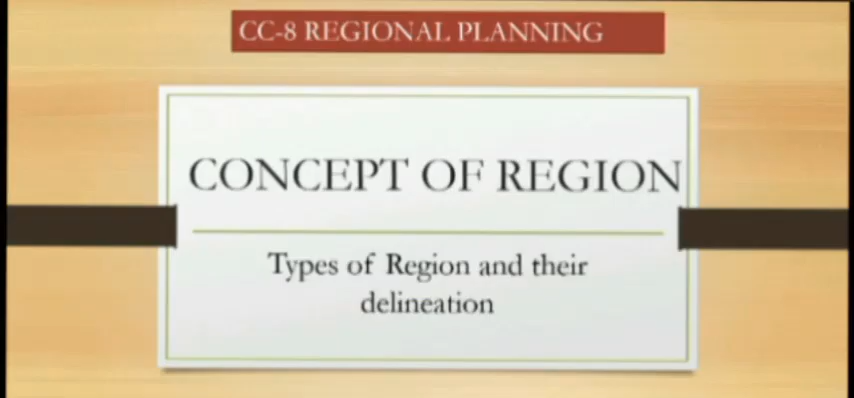 CC-8 REGIONAL PLANNING
CONCEPT OF REGION
Types of Region and their
delineation